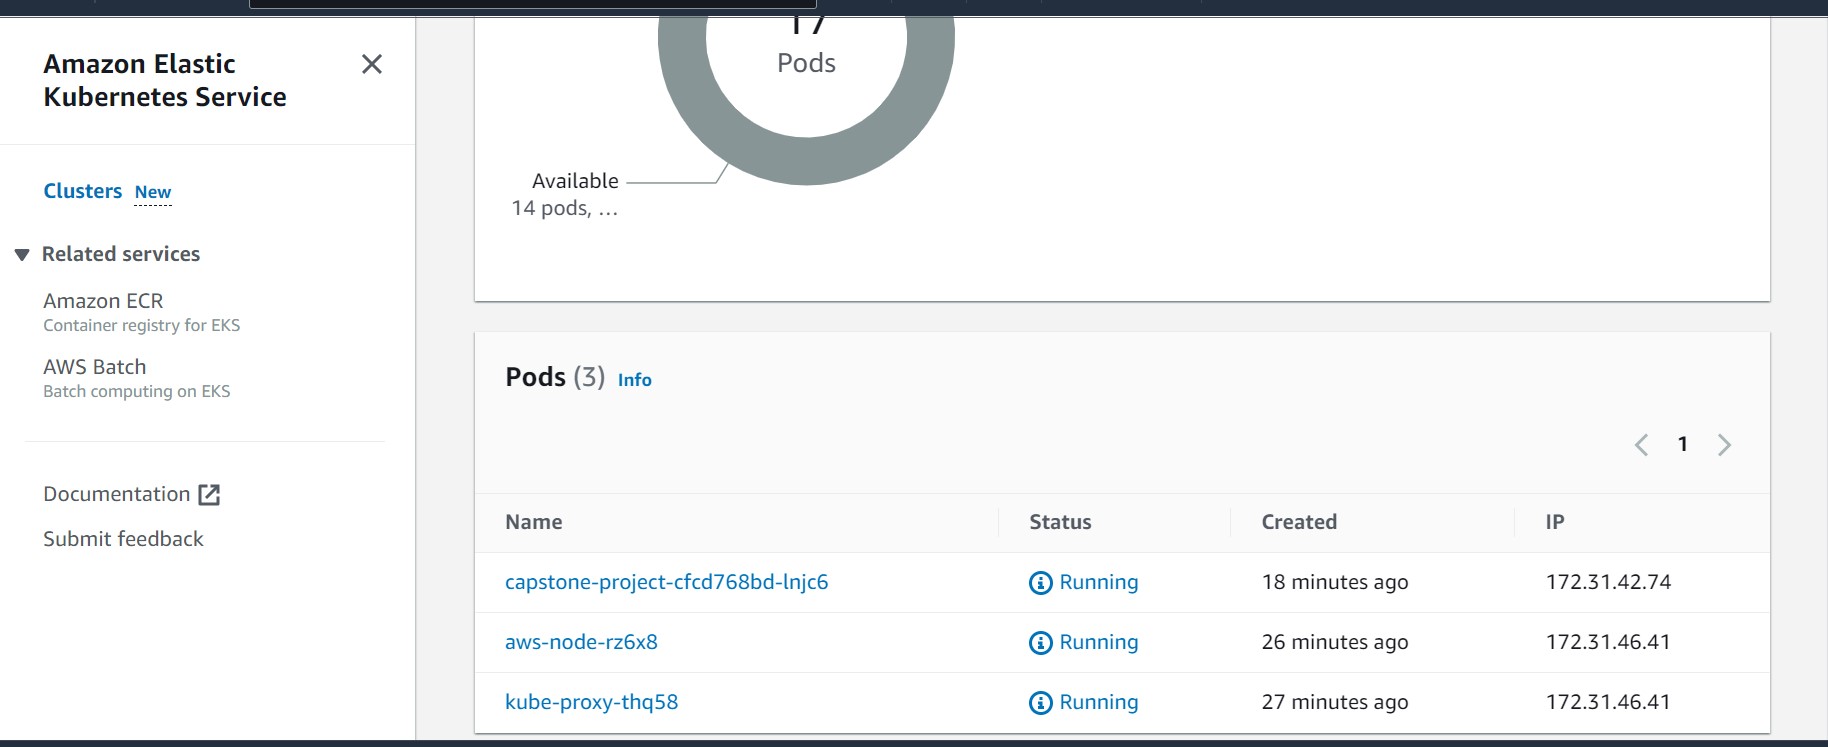 Amazon Elastic
Kubernetes Service
Clusters New
Related services
Amazon ECR
Container registry for EKS
AWS Batch
Batch computing on EKS
Documentation
Submit feedback
17
Pods
Available
14 pods, ...
Pods (3) Info
1
Name Status Created IP
capstone-project-cfcd768bd-lnjc6 Running 18 minutes ago 172.31.42.74
aws-node-rz6x8 Running 26 minutes ago 172.31.46.41
kube-proxy-thq58 Running 27 minutes ago 172.31.46.41